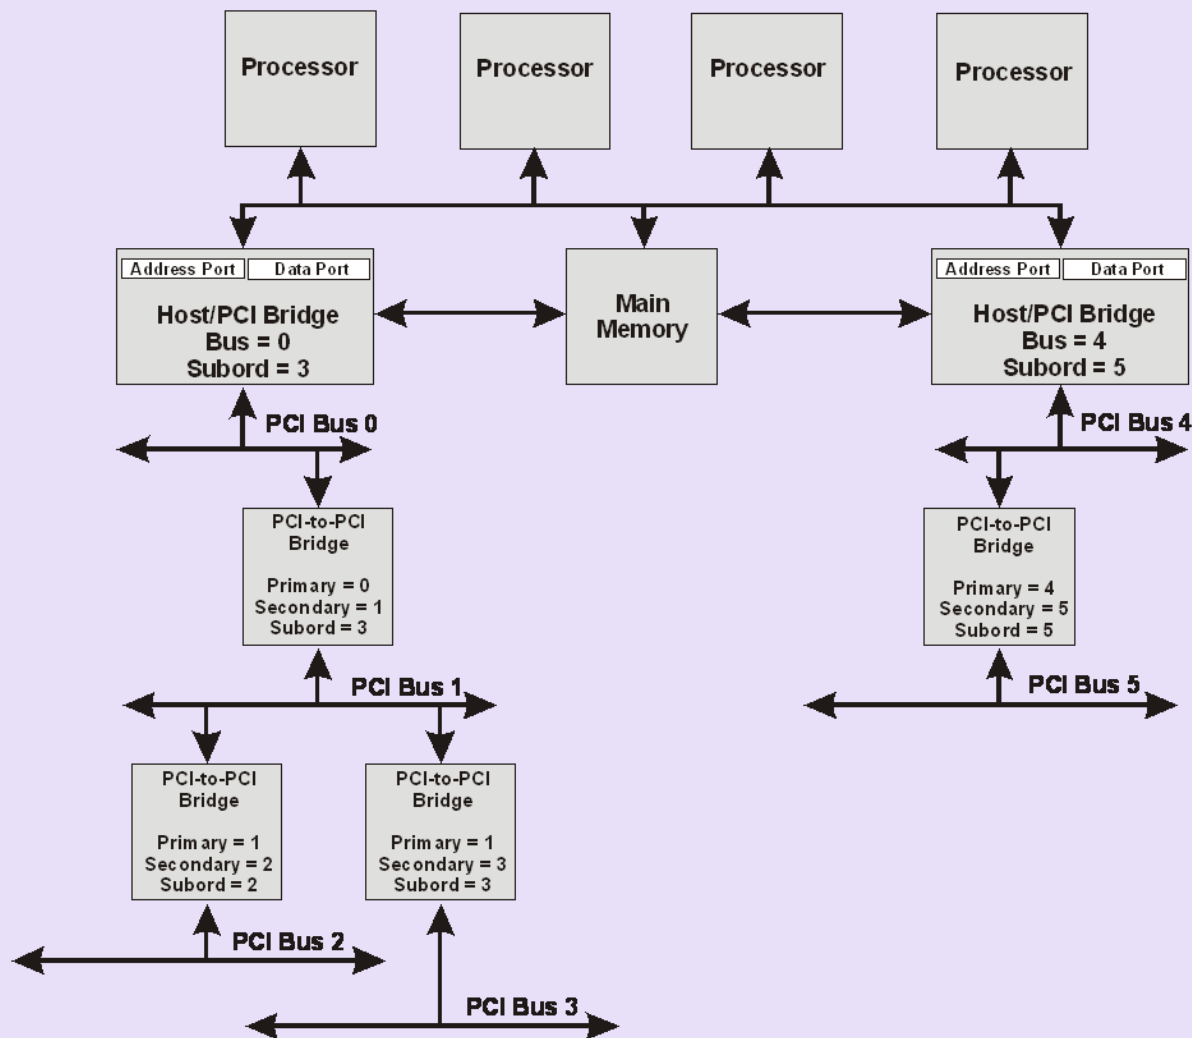 Processor
Processor
Processor
Processor
Address Port
Data Port
Host/PCI Bridge
Bus = 0
Subord = 3
Main
Memory
Address Port
Data Port
Host/PCI Bridge
Bus = 4
Subord = 5
PCI Bus 0
PCI Bus 4
PCI-to-PCI
Bridge
Primary = 0
Secondary = 1
Subord = 3
PCI-to-PCI
Bridge
Primary = 4
Secondary = 5
Subord = 5
PCI Bus 1
PCI Bus 5
PCI-to-PCI
Bridge
Primary = 1
Secondary = 2
Subord = 2
PCI-to-PCI
Bridge
Primary = 1
Secondary = 3
Subord = 3
PCI Bus 2
PCI Bus 3